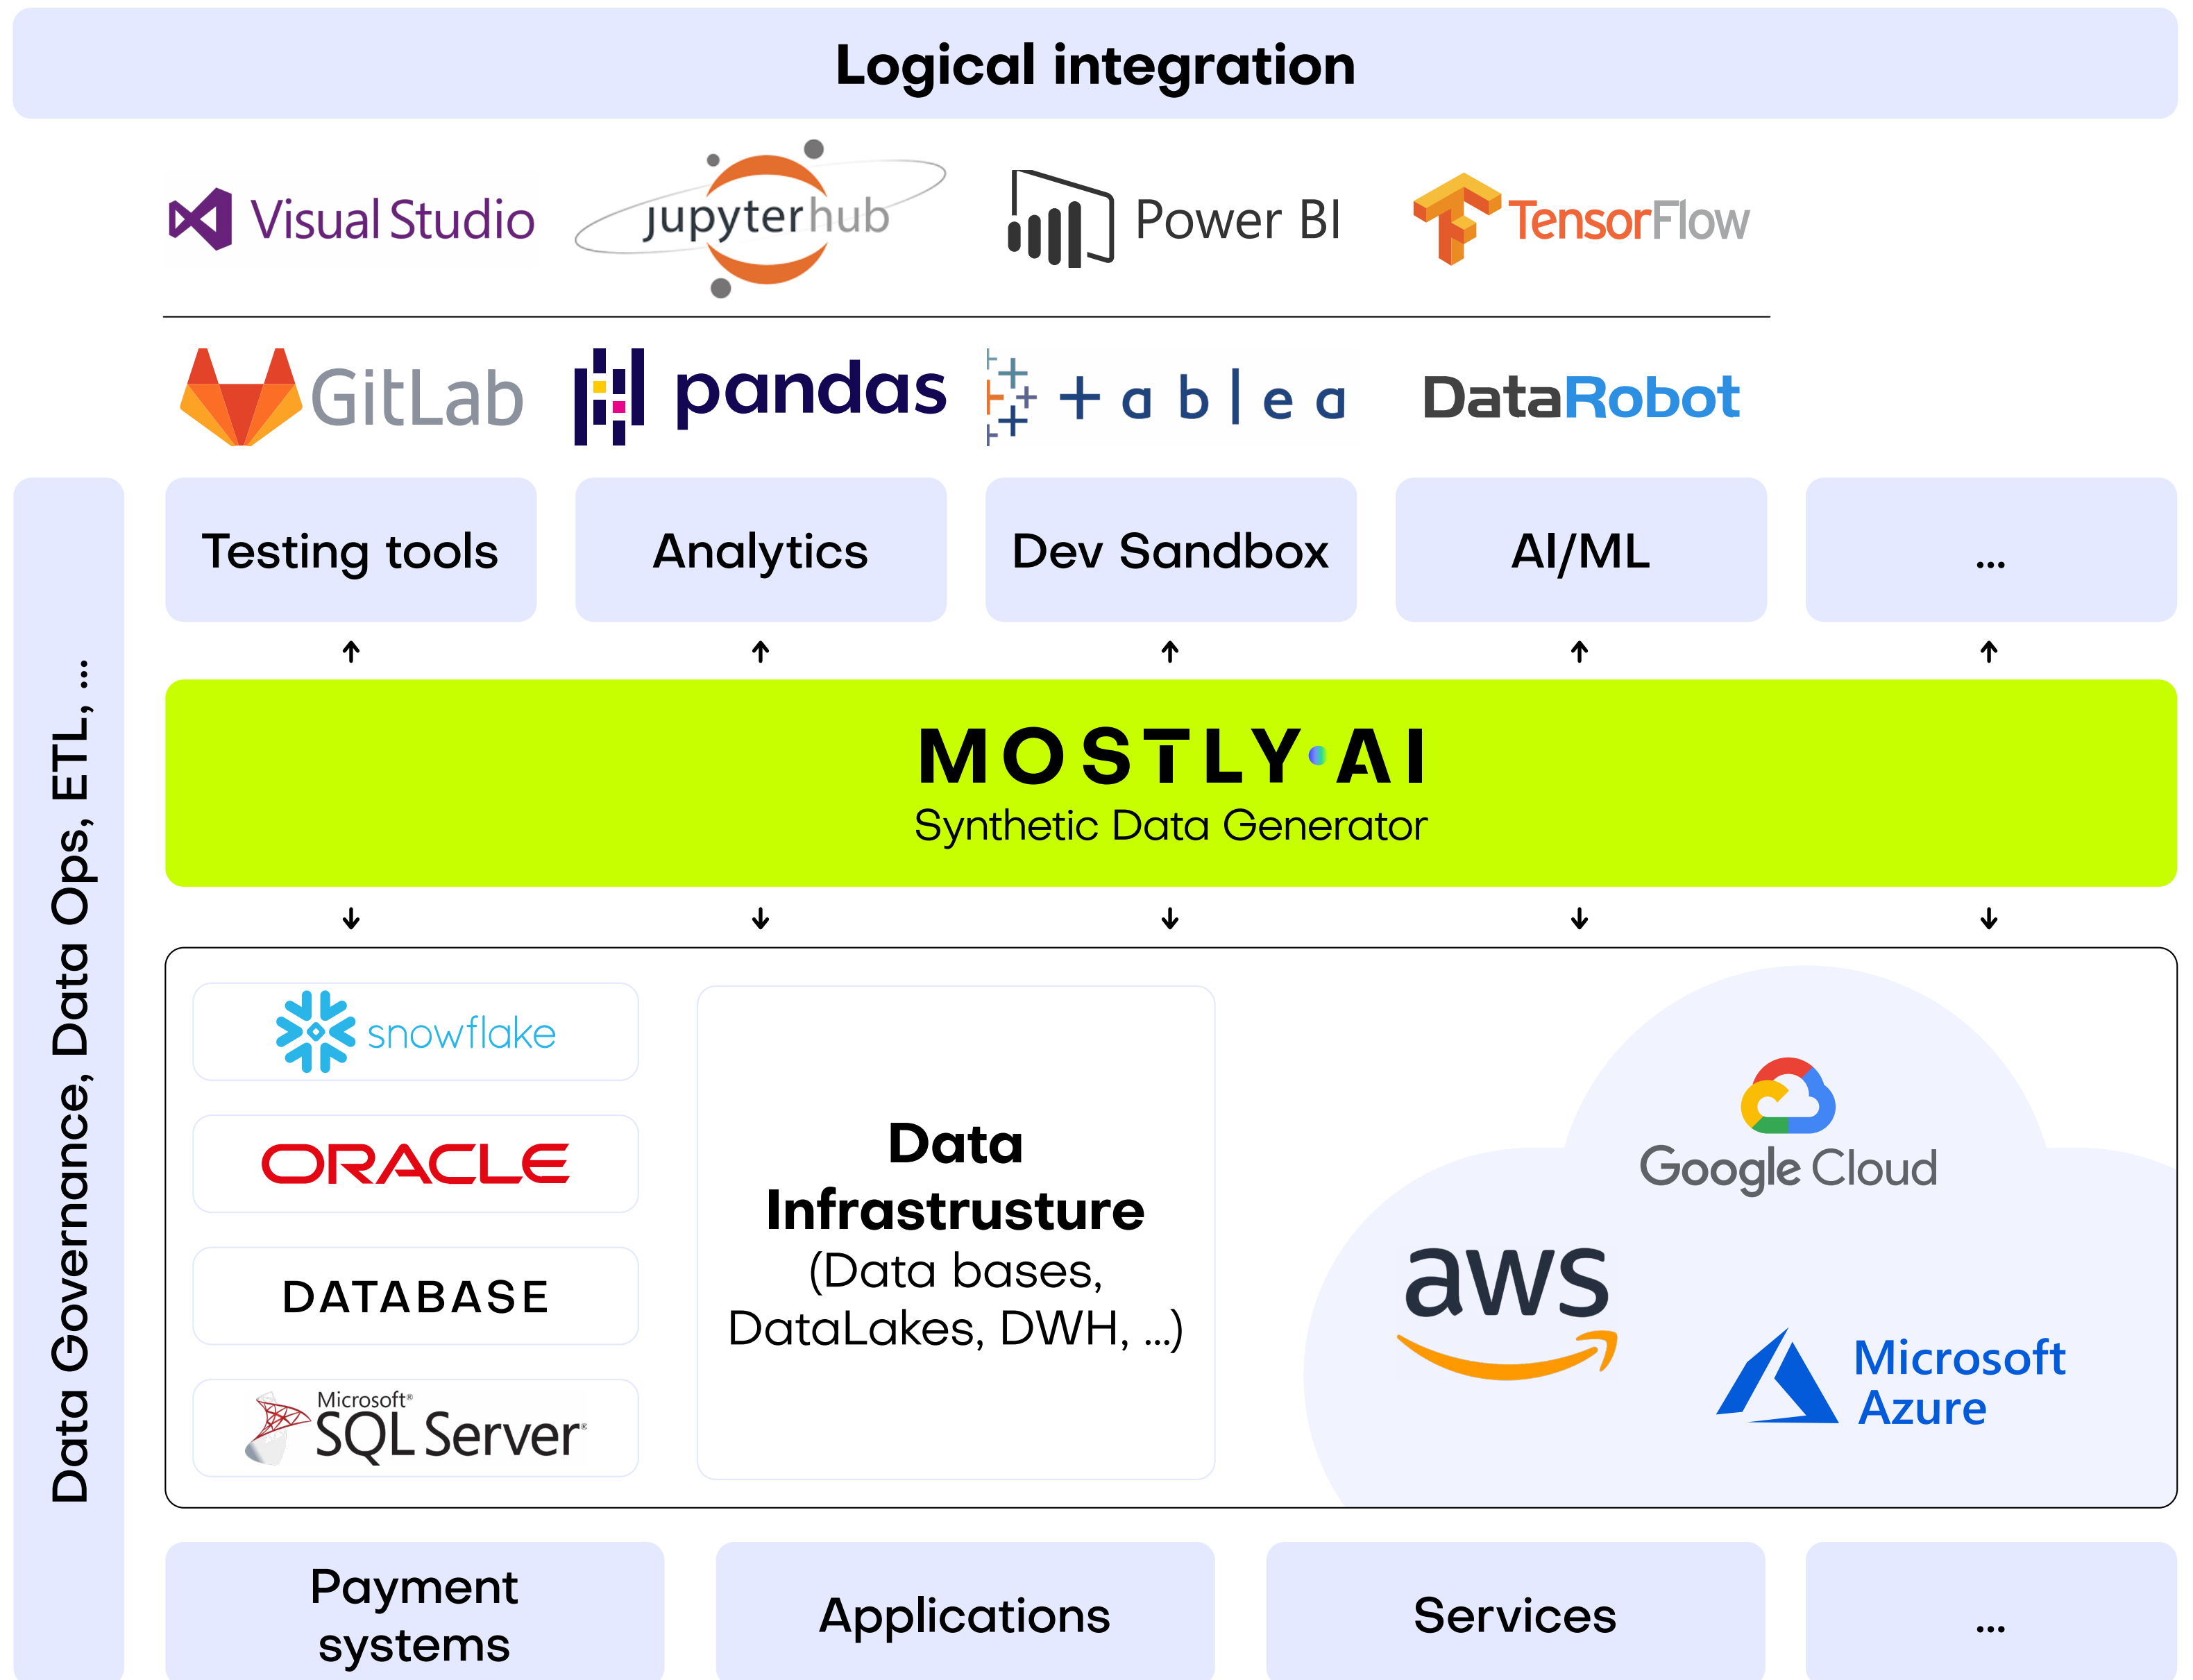 Logical integration
Visual Studio
jupyterhub
Power BI
TensorFlow
GitLab
pandas
+ a b l e a
DataRobot
Testing tools
Analytics
Dev Sandbox
AI/ML
...
Data Governance, Data Ops, ETL, ...
MOSTLY·AI
Synthetic Data Generator
snowflake
ORACLE
DATABASE
Microsoft®
SQL Server®
Data
Infrastrusture
(Data bases,
DataLakes, DWH, ...)
Google Cloud
aws
Microsoft
Azure
Payment
systems
Applications
Services
...